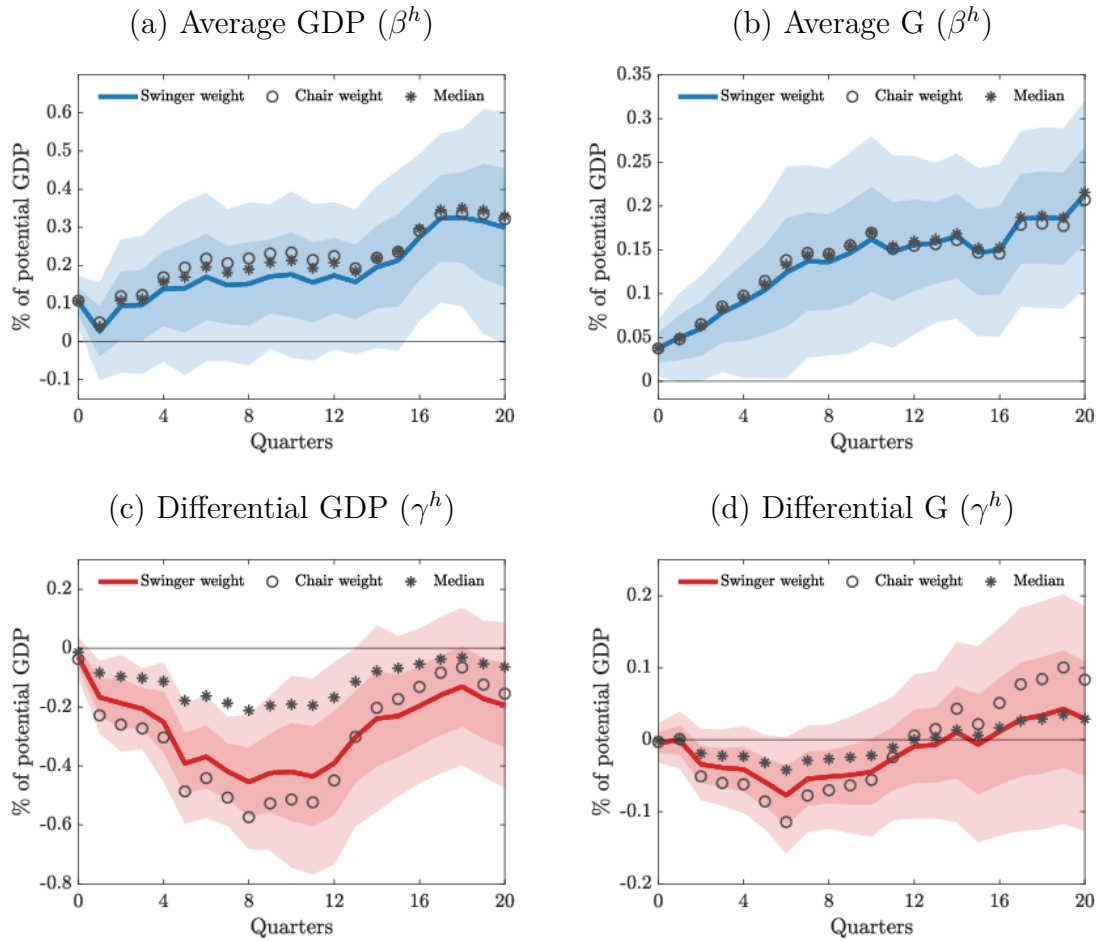 (a) Average GDP (β^h)
% of potential GDP
Swinger weight Chair weight Median
0.6
0.5
0.4
0.3
0.2
0.1
0
-0.1
0 4 8 12 16 20
Quarters
(b) Average G (β^h)
% of potential GDP
Swinger weight Chair weight Median
0.35
0.3
0.25
0.2
0.15
0.1
0.05
0
0 4 8 12 16 20
Quarters
(c) Differential GDP (γ^h)
% of potential GDP
Swinger weight Chair weight Median
0.2
0
-0.2
-0.4
-0.6
-0.8
0 4 8 12 16 20
Quarters
(d) Differential G (γ^h)
% of potential GDP
Swinger weight Chair weight Median
0.2
0.1
0
-0.1
-0.2
0 4 8 12 16 20
Quarters